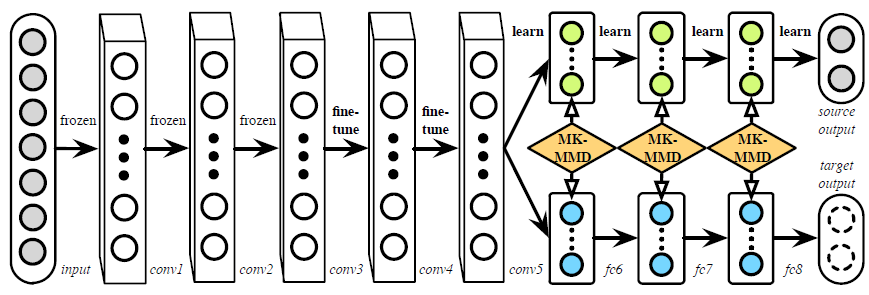 learn
learn
learn
learn
frozen
frozen
frozen
fine-
tune
fine-
tune
source
output
MK-
MMD
MK-
MMD
MK-
MMD
target
output
input
conv1
conv2
conv3
conv4
conv5
fc6
fc7
fc8